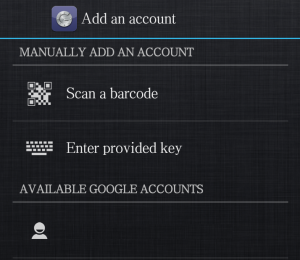 Add an account
MANUALLY ADD AN ACCOUNT
Scan a barcode
Enter provided key
AVAILABLE GOOGLE ACCOUNTS